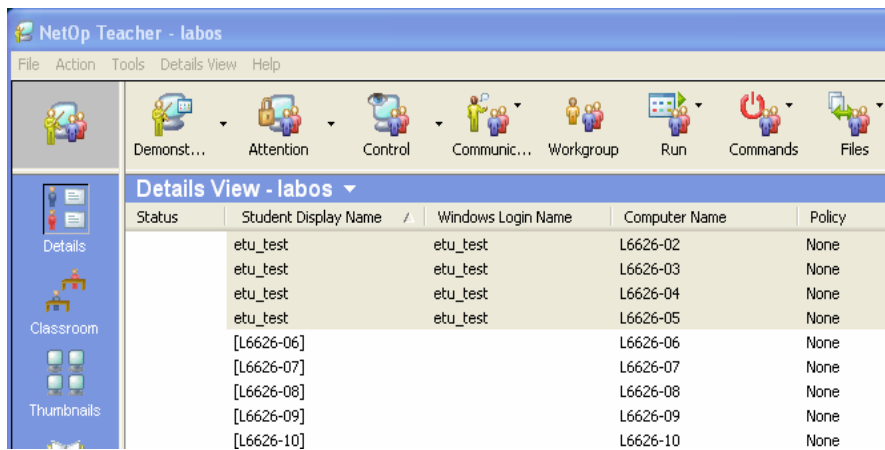 NetOp Teacher - labos
File Action Tools Details View Help
Demonst... Attention Control Communic... Workgroup Run Commands Files
Details View - labos
Status Student Display Name Windows Login Name Computer Name Policy
etu_test etu_test L6626-02 None
etu_test etu_test L6626-03 None
etu_test etu_test L6626-04 None
etu_test etu_test L6626-05 None
[L6626-06] L6626-06 None
[L6626-07] L6626-07 None
[L6626-08] L6626-08 None
[L6626-09] L6626-09 None
[L6626-10] L6626-10 None
Details
Classroom
Thumbnails